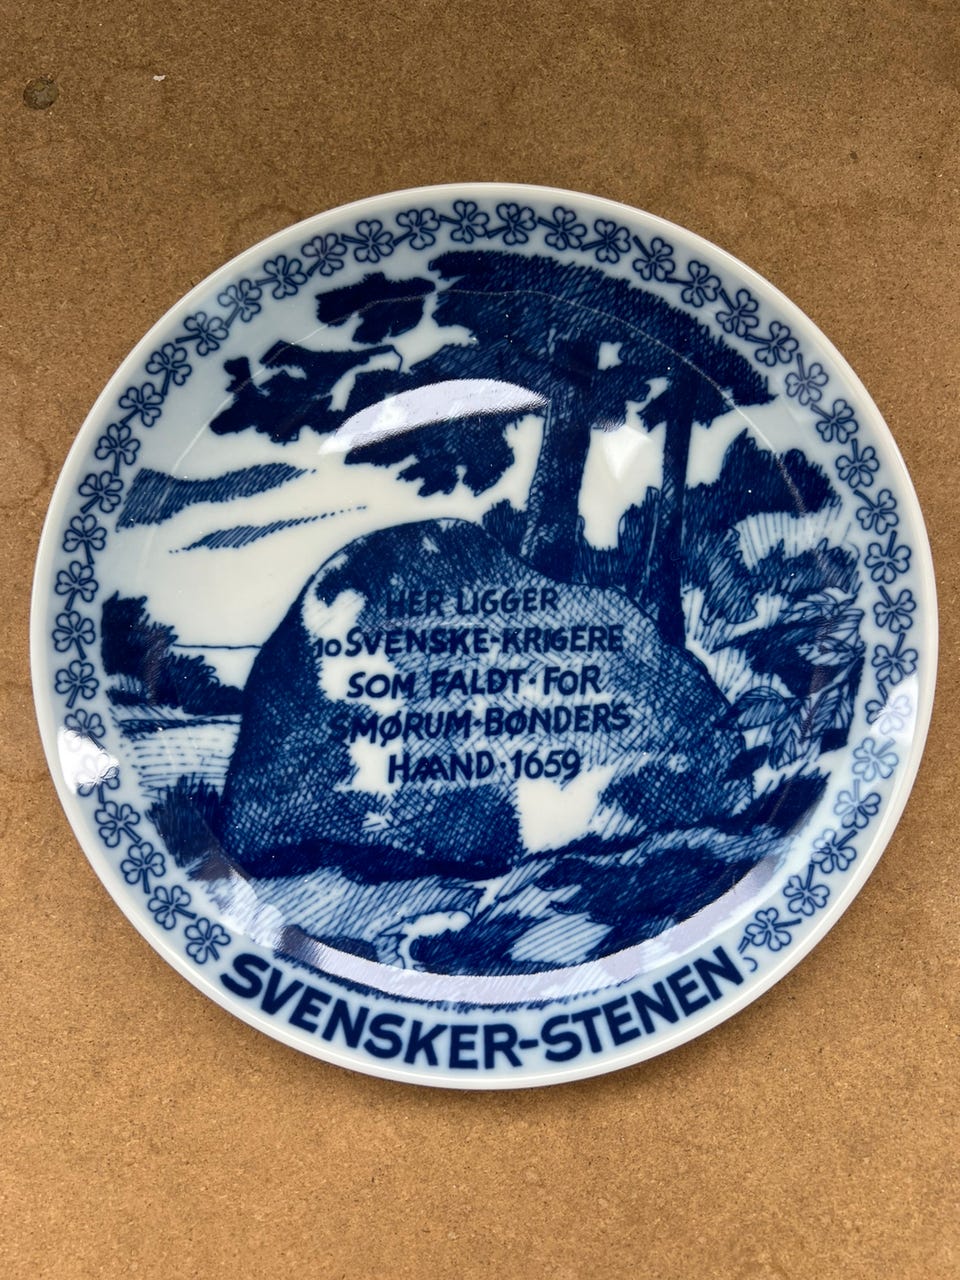 HER LIGGER
10 SVENSKE-KRIGERE
SOM FALDT·FOR
SMØRUM·BØNDERS
HAAND·1659
SVENSKER-STENEN